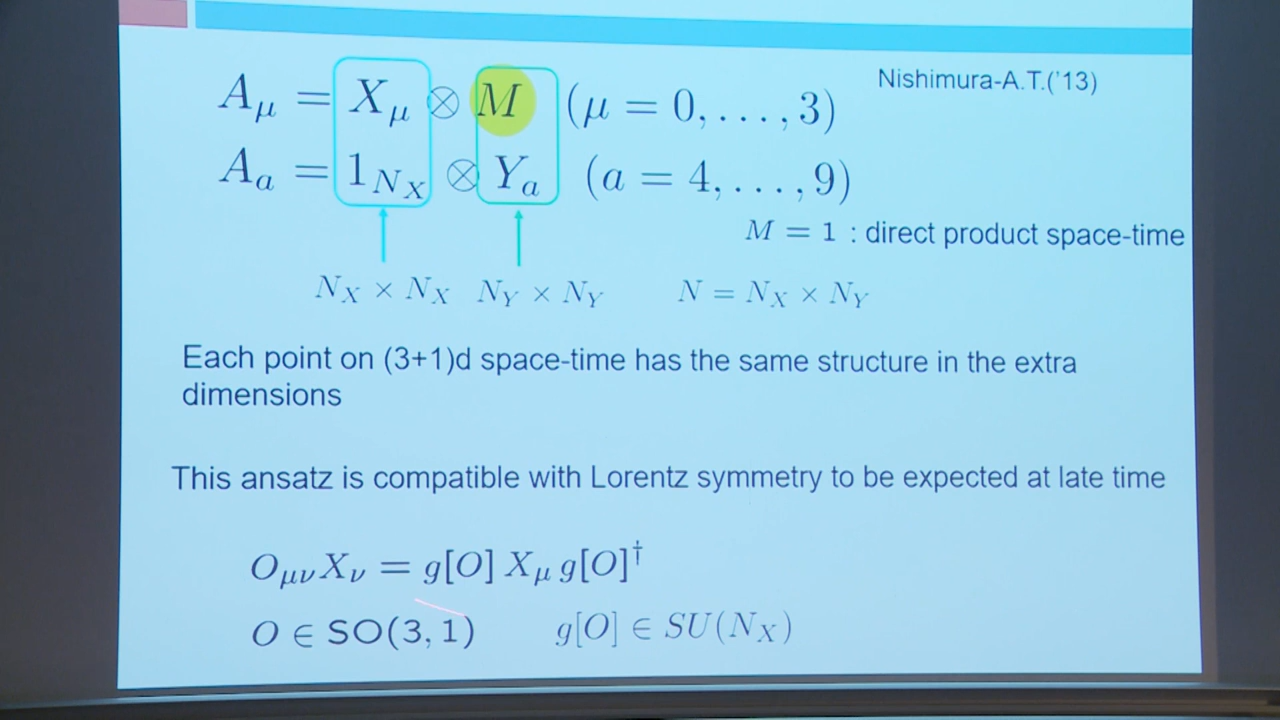 A_μ = X_μ ⊗ M (μ = 0, . . . , 3) Nishimura-A.T.('13)
A_a = 1_{N_X} ⊗ Y_a (a = 4, . . . , 9)
M = 1 : direct product space-time
N_X × N_X N_Y × N_Y N = N_X × N_Y
Each point on (3+1)d space-time has the same structure in the extra
dimensions
This ansatz is compatible with Lorentz symmetry to be expected at late time
O_{μν} X_ν = g[O] X_μ g[O]^†
O ∈ SO(3, 1) g[O] ∈ SU(N_X)